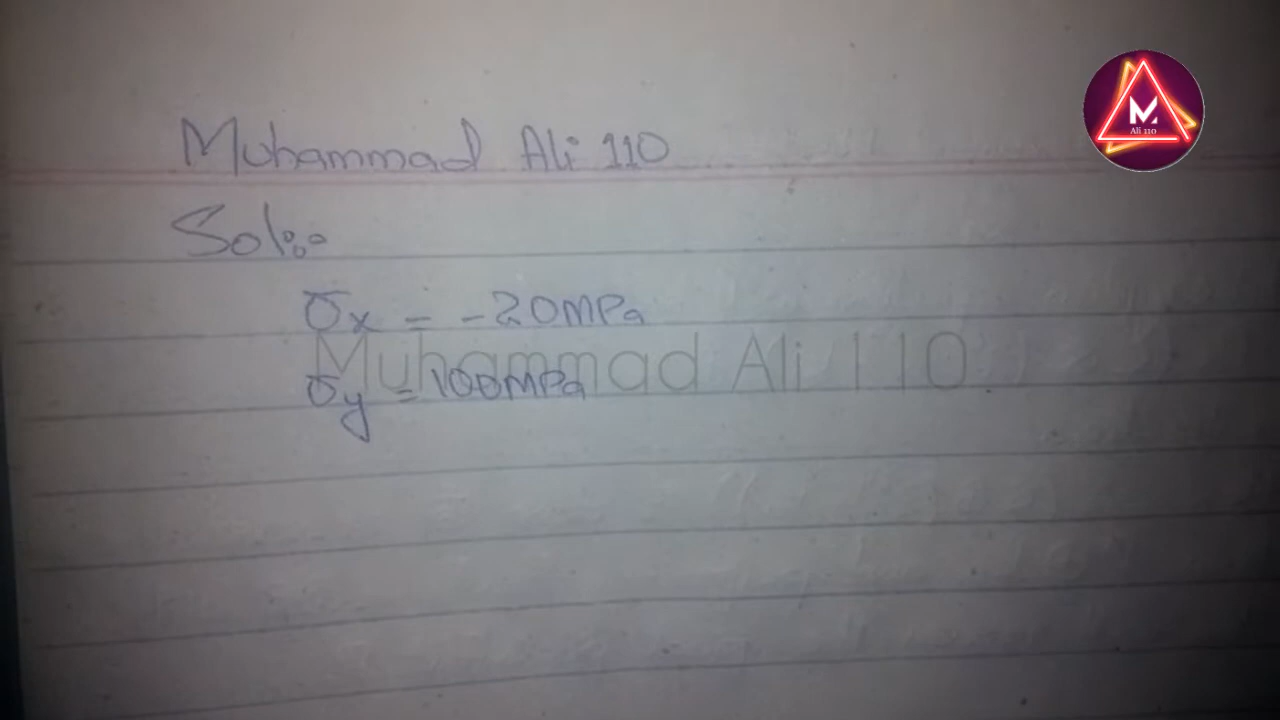 M
Ali 110
Muhammad Ali 110
Sol:-
σx = -20MPa
Muhammad Ali 110
σy = 100MPa